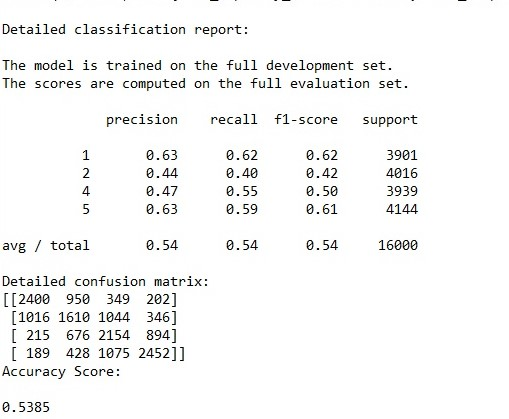 Detailed classification report:
The model is trained on the full development set.
The scores are computed on the full evaluation set.
precision recall f1-score support
1 0.63 0.62 0.62 3901
2 0.44 0.40 0.42 4016
4 0.47 0.55 0.50 3939
5 0.63 0.59 0.61 4144
avg / total 0.54 0.54 0.54 16000
Detailed confusion matrix:
[[2400 950 349 202]
[1016 1610 1044 346]
[ 215 676 2154 894]
[ 189 428 1075 2452]]
Accuracy Score:
0.5385